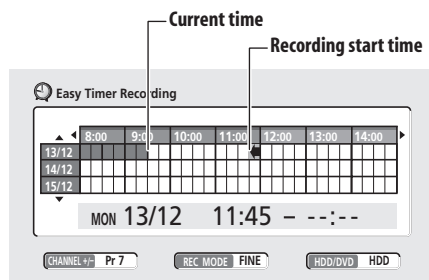 Current time
Recording start time
Easy Timer Recording
8:00 9:00 10:00 11:00 12:00 13:00 14:00
13/12
14/12
15/12
MON 13/12 11:45 – --:--
CHANNEL +/– Pr 7 REC MODE FINE HDD/DVD HDD